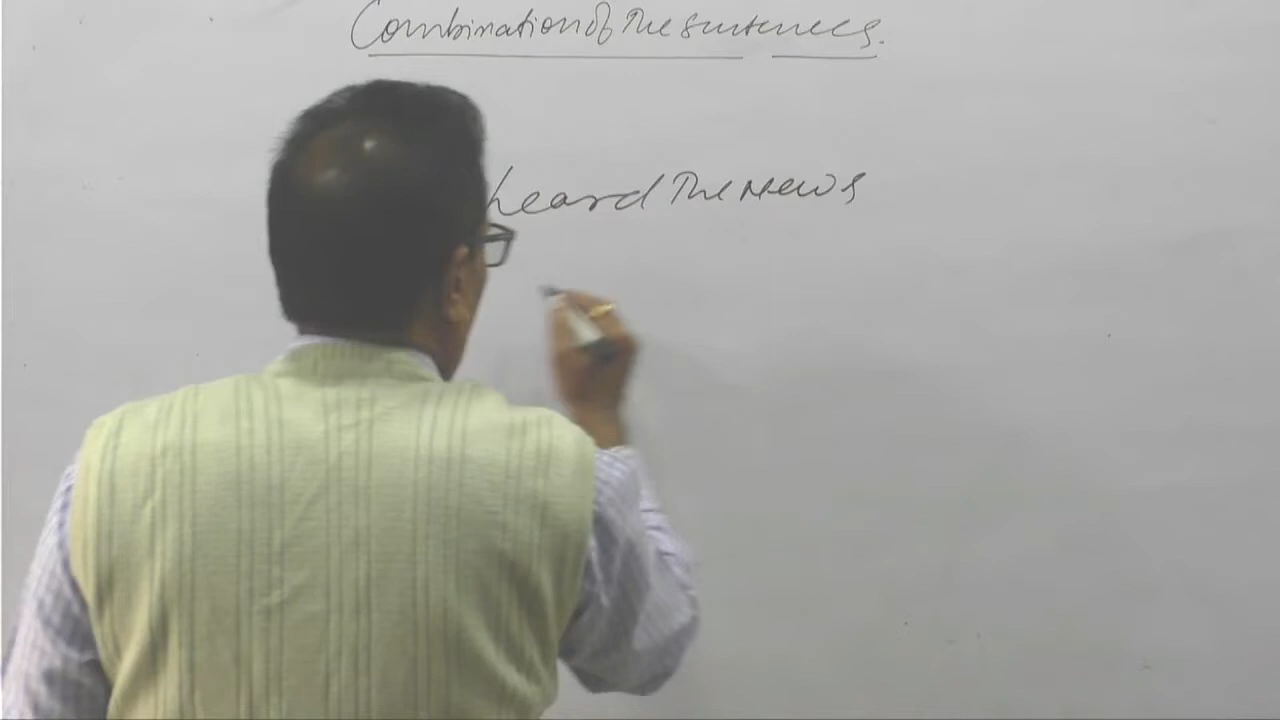 Combination of The Sentences.
heard The news